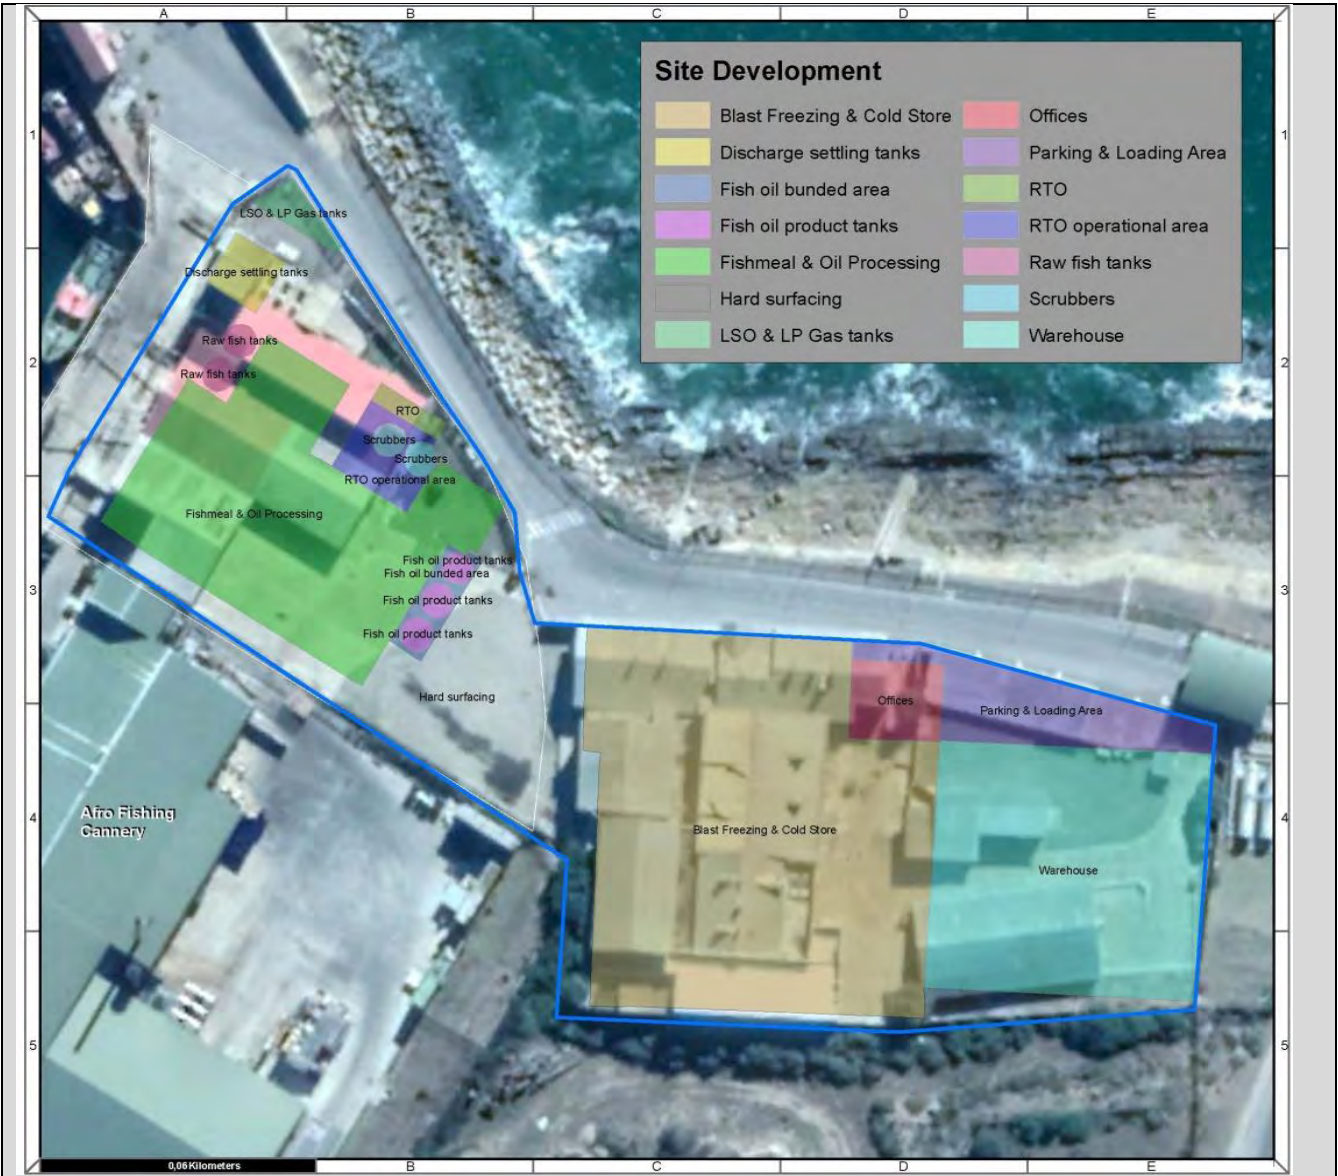 A B C D E
Site Development
Blast Freezing & Cold Store
Offices
Discharge settling tanks
Parking & Loading Area
Fish oil bunded area
RTO
Fish oil product tanks
RTO operational area
Fishmeal & Oil Processing
Raw fish tanks
Hard surfacing
Scrubbers
LSO & LP Gas tanks
Warehouse
1 1
LSO & LP Gas tanks
Discharge settling tanks
Raw fish tanks
2 2
Raw fish tanks
RTO
Scrubbers
Scrubbers
RTO operational area
Fishmeal & Oil Processing
Fish oil product tanks
Fish oil bunded area
3 3
Fish oil product tanks
Fish oil product tanks
Hard surfacing
Offices
Parking & Loading Area
Afro Fishing
Cannery
4 4
Blast Freezing & Cold Store
Warehouse
5 5
0,06 Kilometers
B C D E